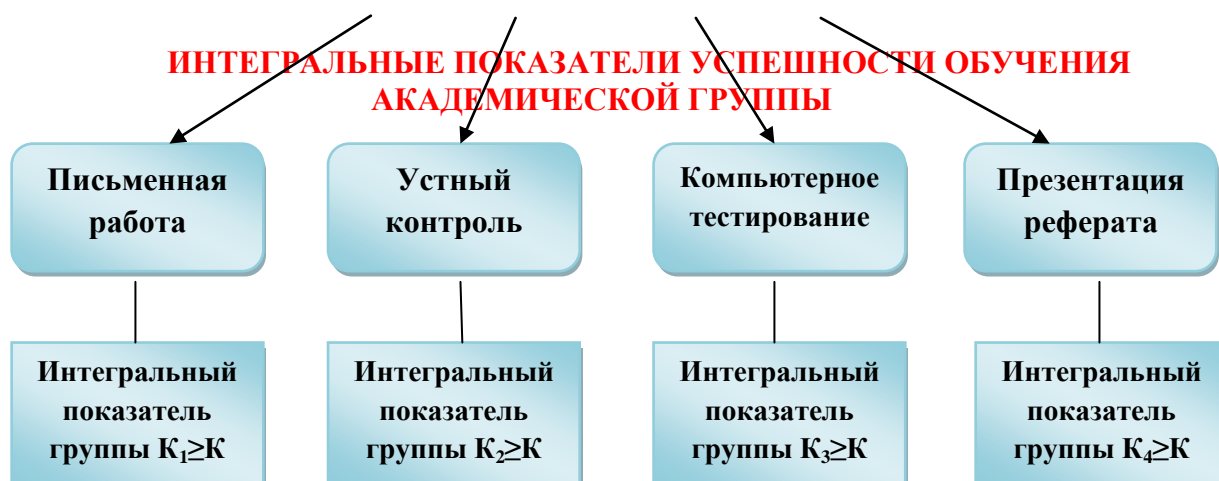 ИНТЕГРАЛЬНЫЕ ПОКАЗАТЕЛИ УСПЕШНОСТИ ОБУЧЕНИЯ
АКАДЕМИЧЕСКОЙ ГРУППЫ
Письменная
работа
Устный
контроль
Компьютерное
тестирование
Презентация
реферата
Интегральный
показатель
группы К₁≥К
Интегральный
показатель
группы К₂≥К
Интегральный
показатель
группы К₃≥К
Интегральный
показатель
группы К₄≥К